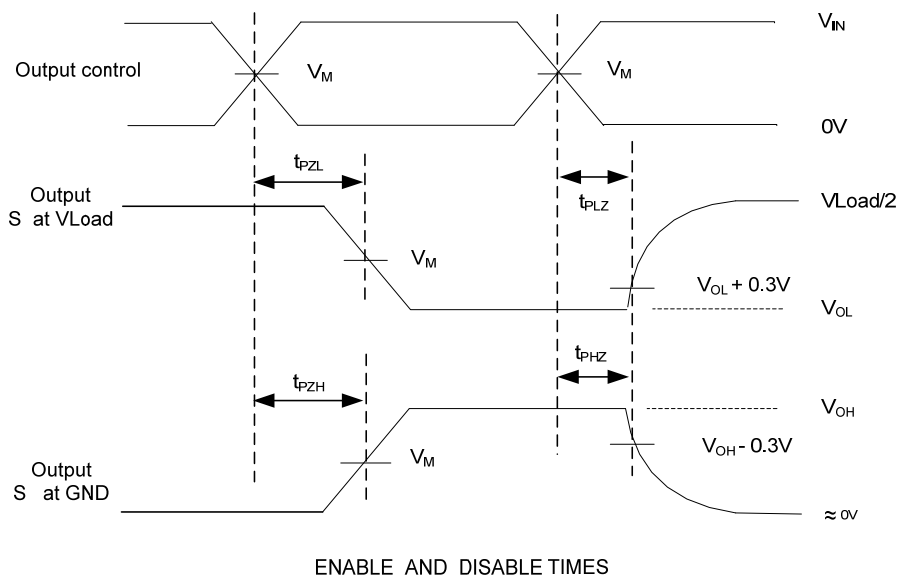 V_IN
Output control
V_M
V_M
0V
t_PZL
Output
S at VLoad
t_PLZ
VLoad/2
V_M
V_OL + 0.3V
V_OL
t_PHZ
t_PZH
V_OH
V_OH - 0.3V
V_M
Output
S at GND
≈ 0V
ENABLE AND DISABLE TIMES